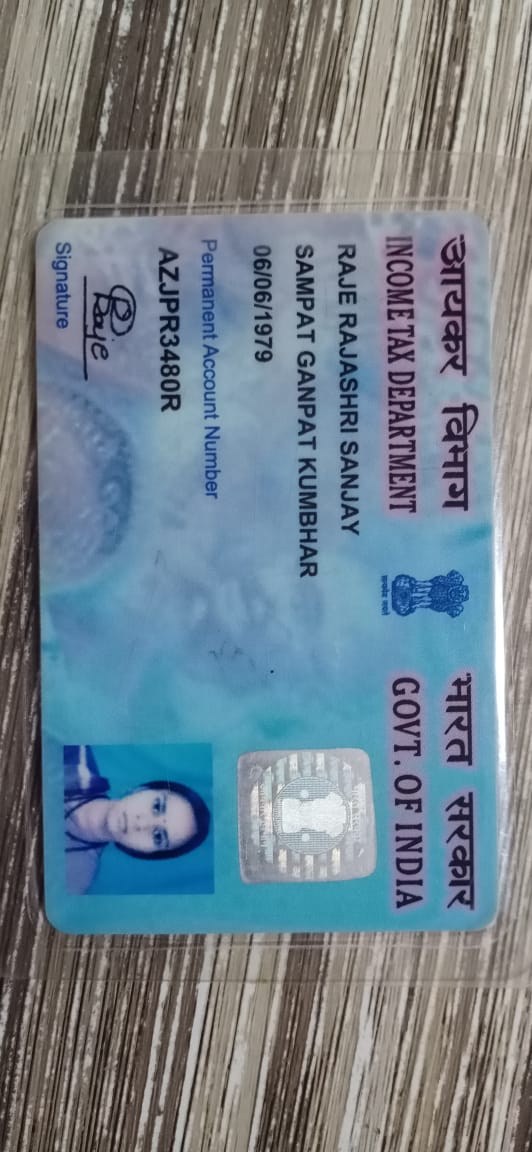 आयकर विभाग
INCOME TAX DEPARTMENT
भारत सरकार
GOVT. OF INDIA
सत्यमेव जयते
RAJE RAJASHRI SANJAY
SAMPAT GANPAT KUMBHAR
06/06/1979
Permanent Account Number
AZJPR3480R
Raje
Signature